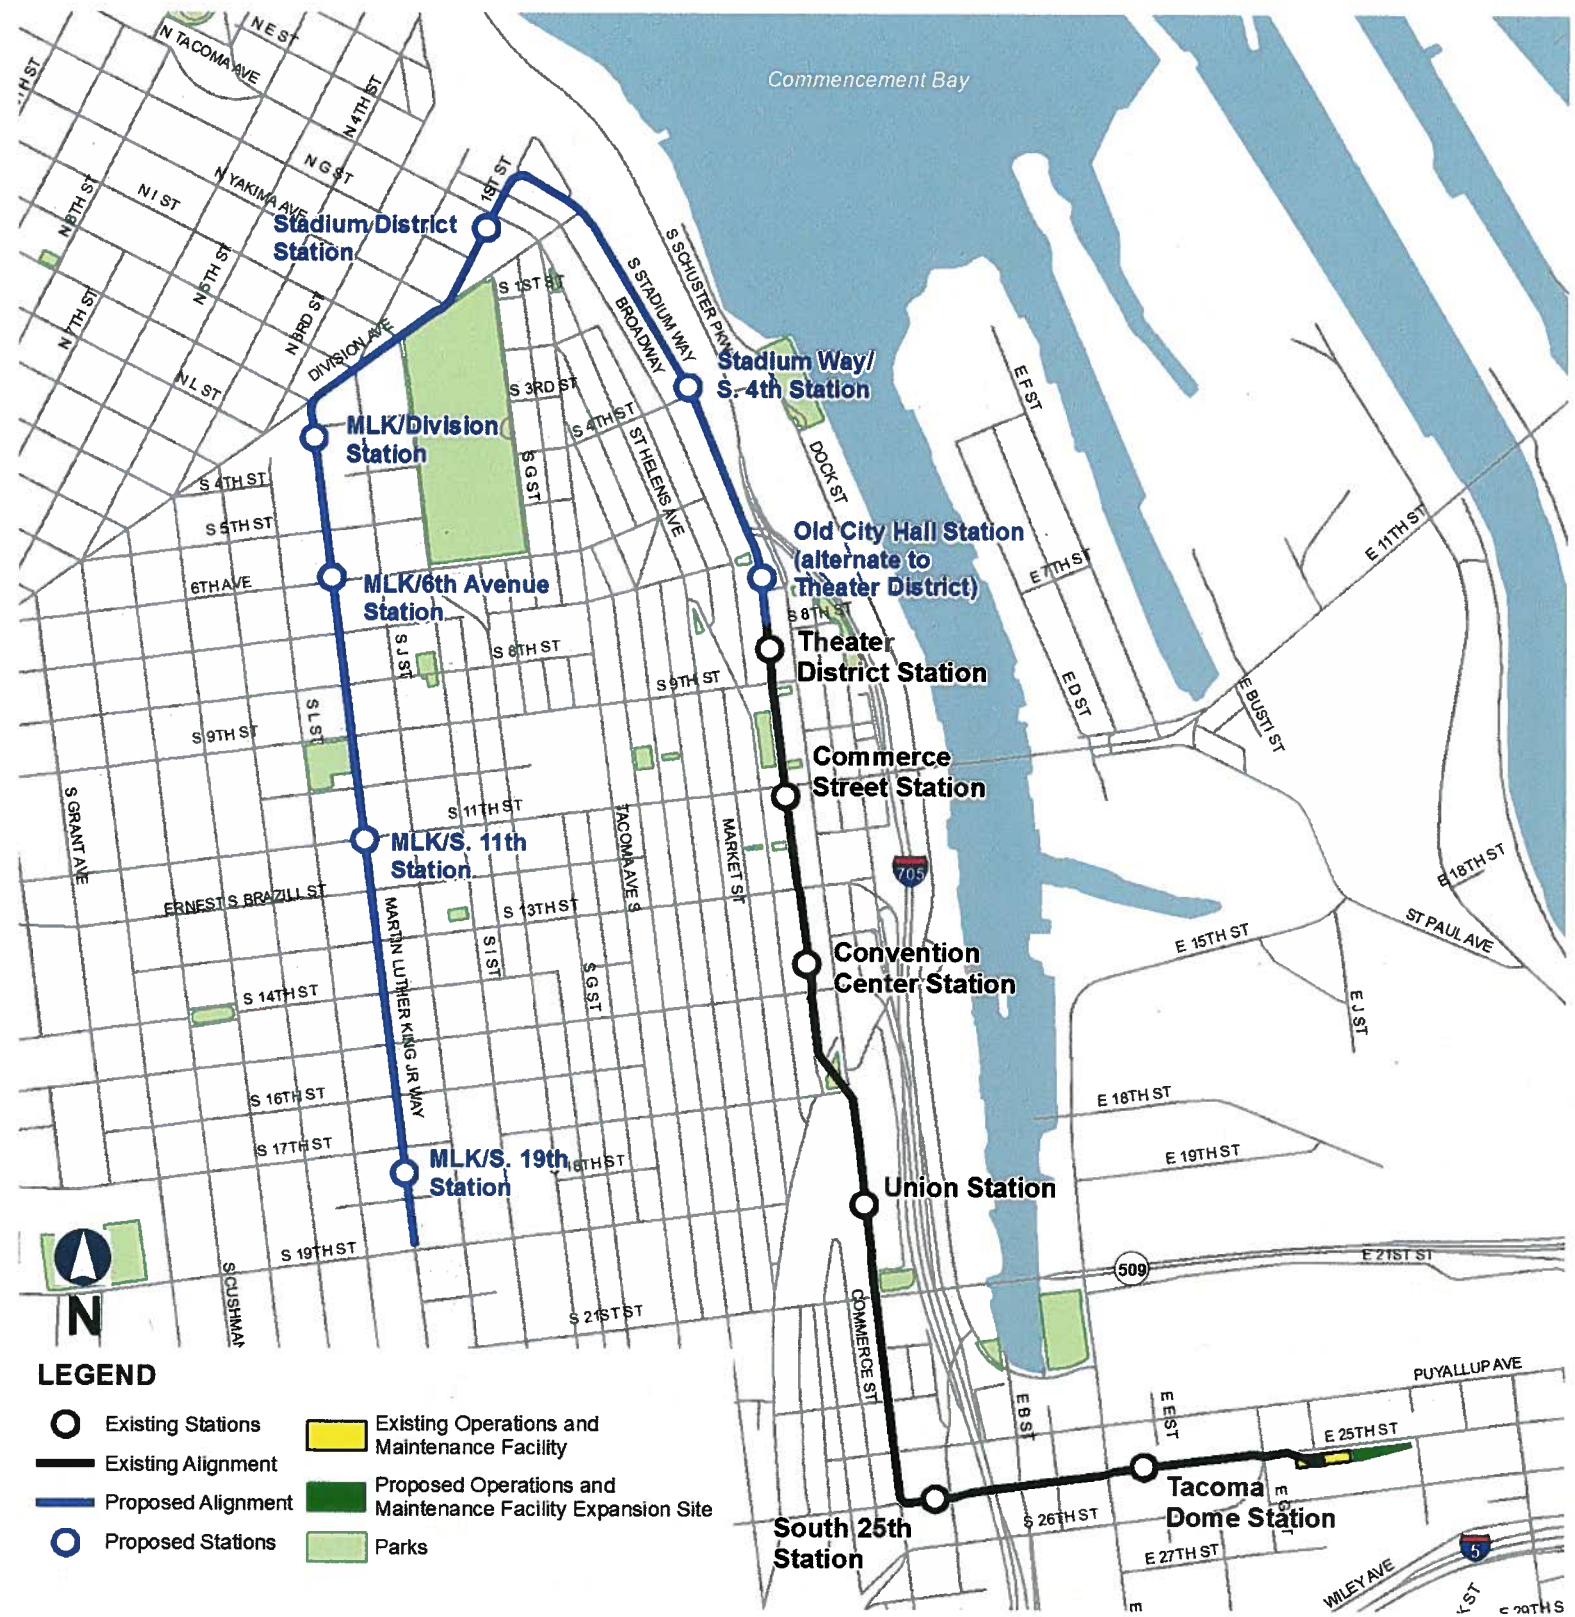 N E ST
N TACOMA AVE
Commencement Bay
N 4TH ST
N G ST
N YAKIMA AVE
N I ST
1ST ST
N 8TH ST
Stadium District
Station
N 5TH ST
S SCHUSTER PKW
S STADIUM WAY
BROADWAY
S 1ST ST
N 7TH ST
N 3RD ST
DIVISION AVE
N L ST
Stadium Way/
S. 4th Station
S 3RD ST
S 4TH ST
E F ST
MLK/Division
Station
ST HELENS AVE
DOCK ST
S G ST
S 4TH ST
S 5TH ST
Old City Hall Station
(alternate to
Theater District)
E 11TH ST
E 7TH ST
6TH AVE
MLK/6th Avenue
Station
S 8TH ST
S J ST
S 8TH ST
Theater
District Station
S 9TH ST
E D ST
E BUSTI ST
S L ST
S 9TH ST
Commerce
Street Station
S GRANT AVE
S 11TH ST
TACOMA AVE S
MARKET ST
MLK/S. 11th
Station
705
E 18TH ST
ERNEST S BRAZILL ST
S 13TH ST
ST PAUL AVE
MARTIN LUTHER KING JR WAY
S I ST
E 15TH ST
Convention
Center Station
S G ST
S 14TH ST
E J ST
S 16TH ST
E 18TH ST
S 17TH ST
MLK/S. 19th
Station
18TH ST
E 19TH ST
Union Station
N
S 19TH ST
S CUSHMAN
509
E 21ST ST
S 21ST ST
COMMERCE ST
LEGEND
Existing Stations
Existing Alignment
Proposed Alignment
Proposed Stations
Existing Operations and
Maintenance Facility
Proposed Operations and
Maintenance Facility Expansion Site
Parks
PUYALLUP AVE
E B ST
E E ST
E 25TH ST
Tacoma
Dome Station
E G ST
South 25th
Station
S 26TH ST
E 27TH ST
5
WILEY AVE
K ST
E 29TH S
E